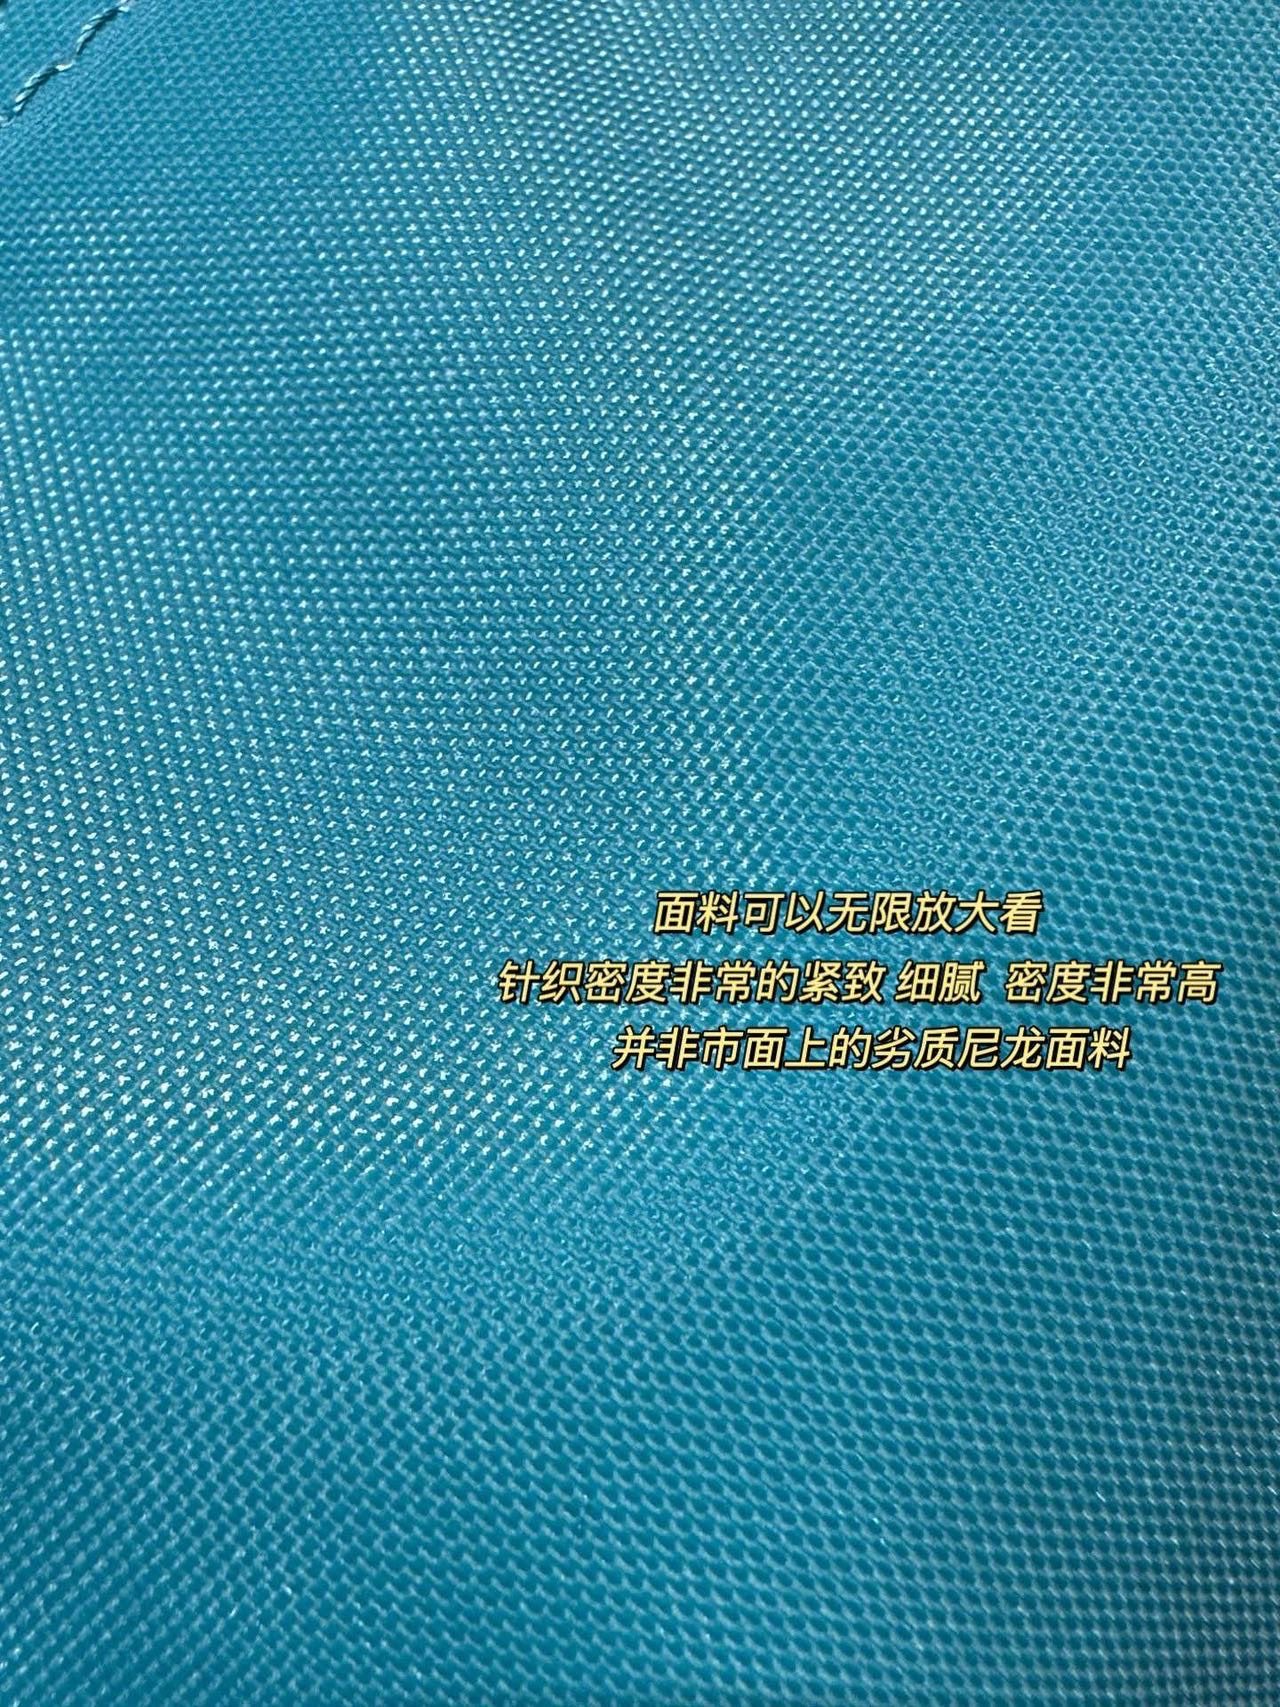 面料可以无限放大看
针织密度非常的紧致 细腻 密度非常高
并非市面上的劣质尼龙面料